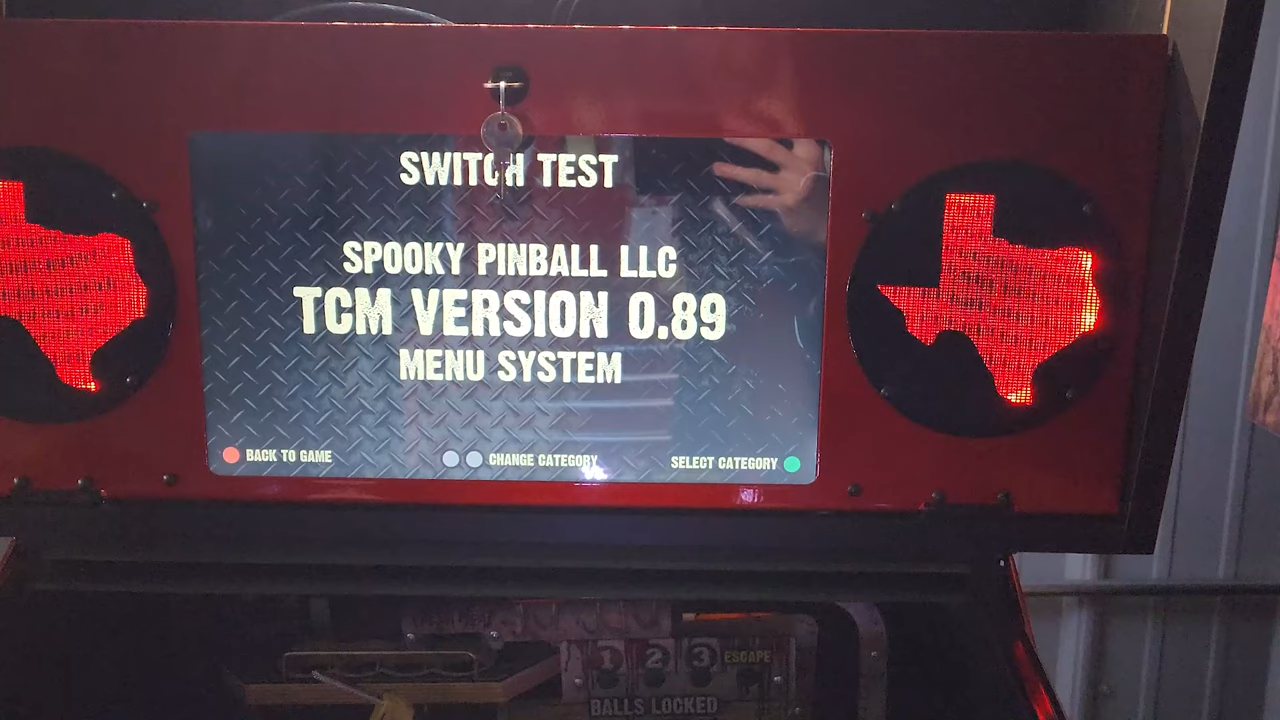 SWITCH TEST
SPOOKY PINBALL LLC
TCM VERSION 0.89
MENU SYSTEM
BACK TO GAME
CHANGE CATEGORY
SELECT CATEGORY
1 2 3 ESCAPE
BALLS LOCKED